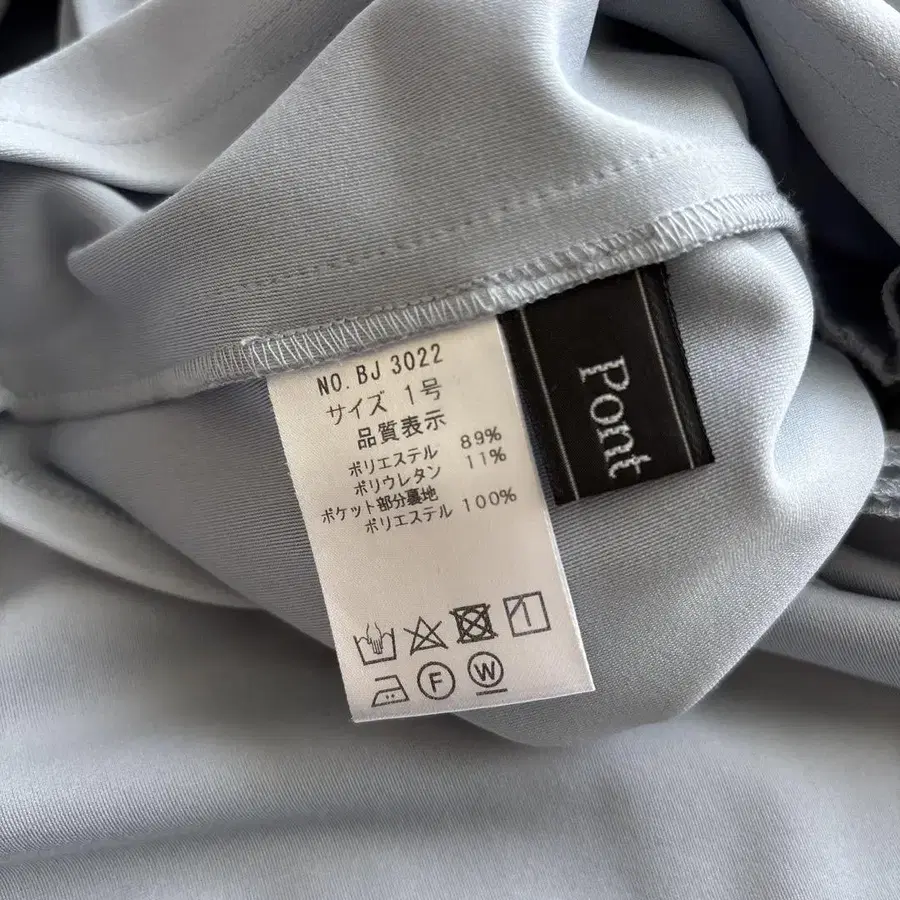 NO. BJ 3022
サイズ 1号
品質表示
ポリエステル 89%
ポリウレタン 11%
ポケット部分裏地
ポリエステル 100%
F
W
Pont